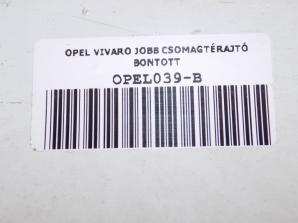 OPEL VIVARO JOBB CSOMAGTÉRAJTÓ
BONTOTT
OPEL039-B